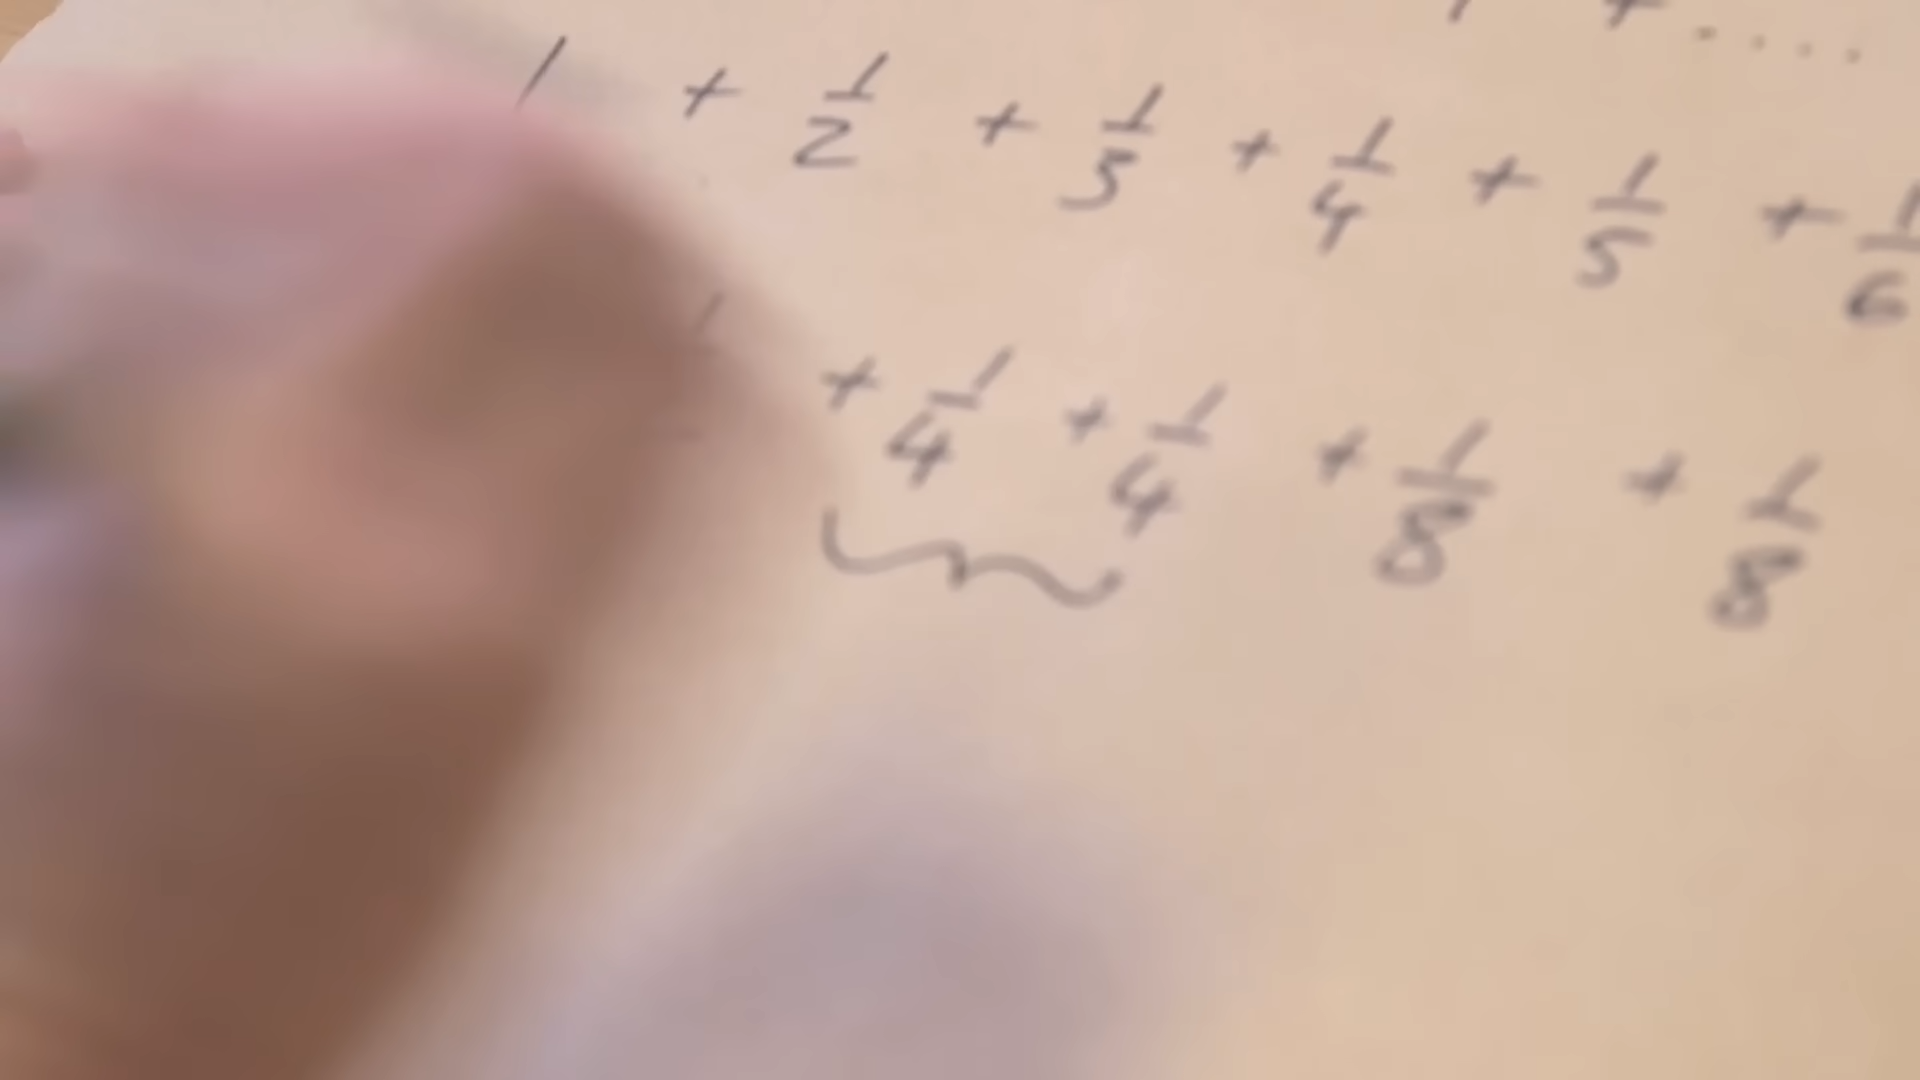 + ....
1 + 1/2 + 1/3 + 1/4 + 1/5 + 1/6
+ 1/4 + 1/4 + 1/8 + 1/8